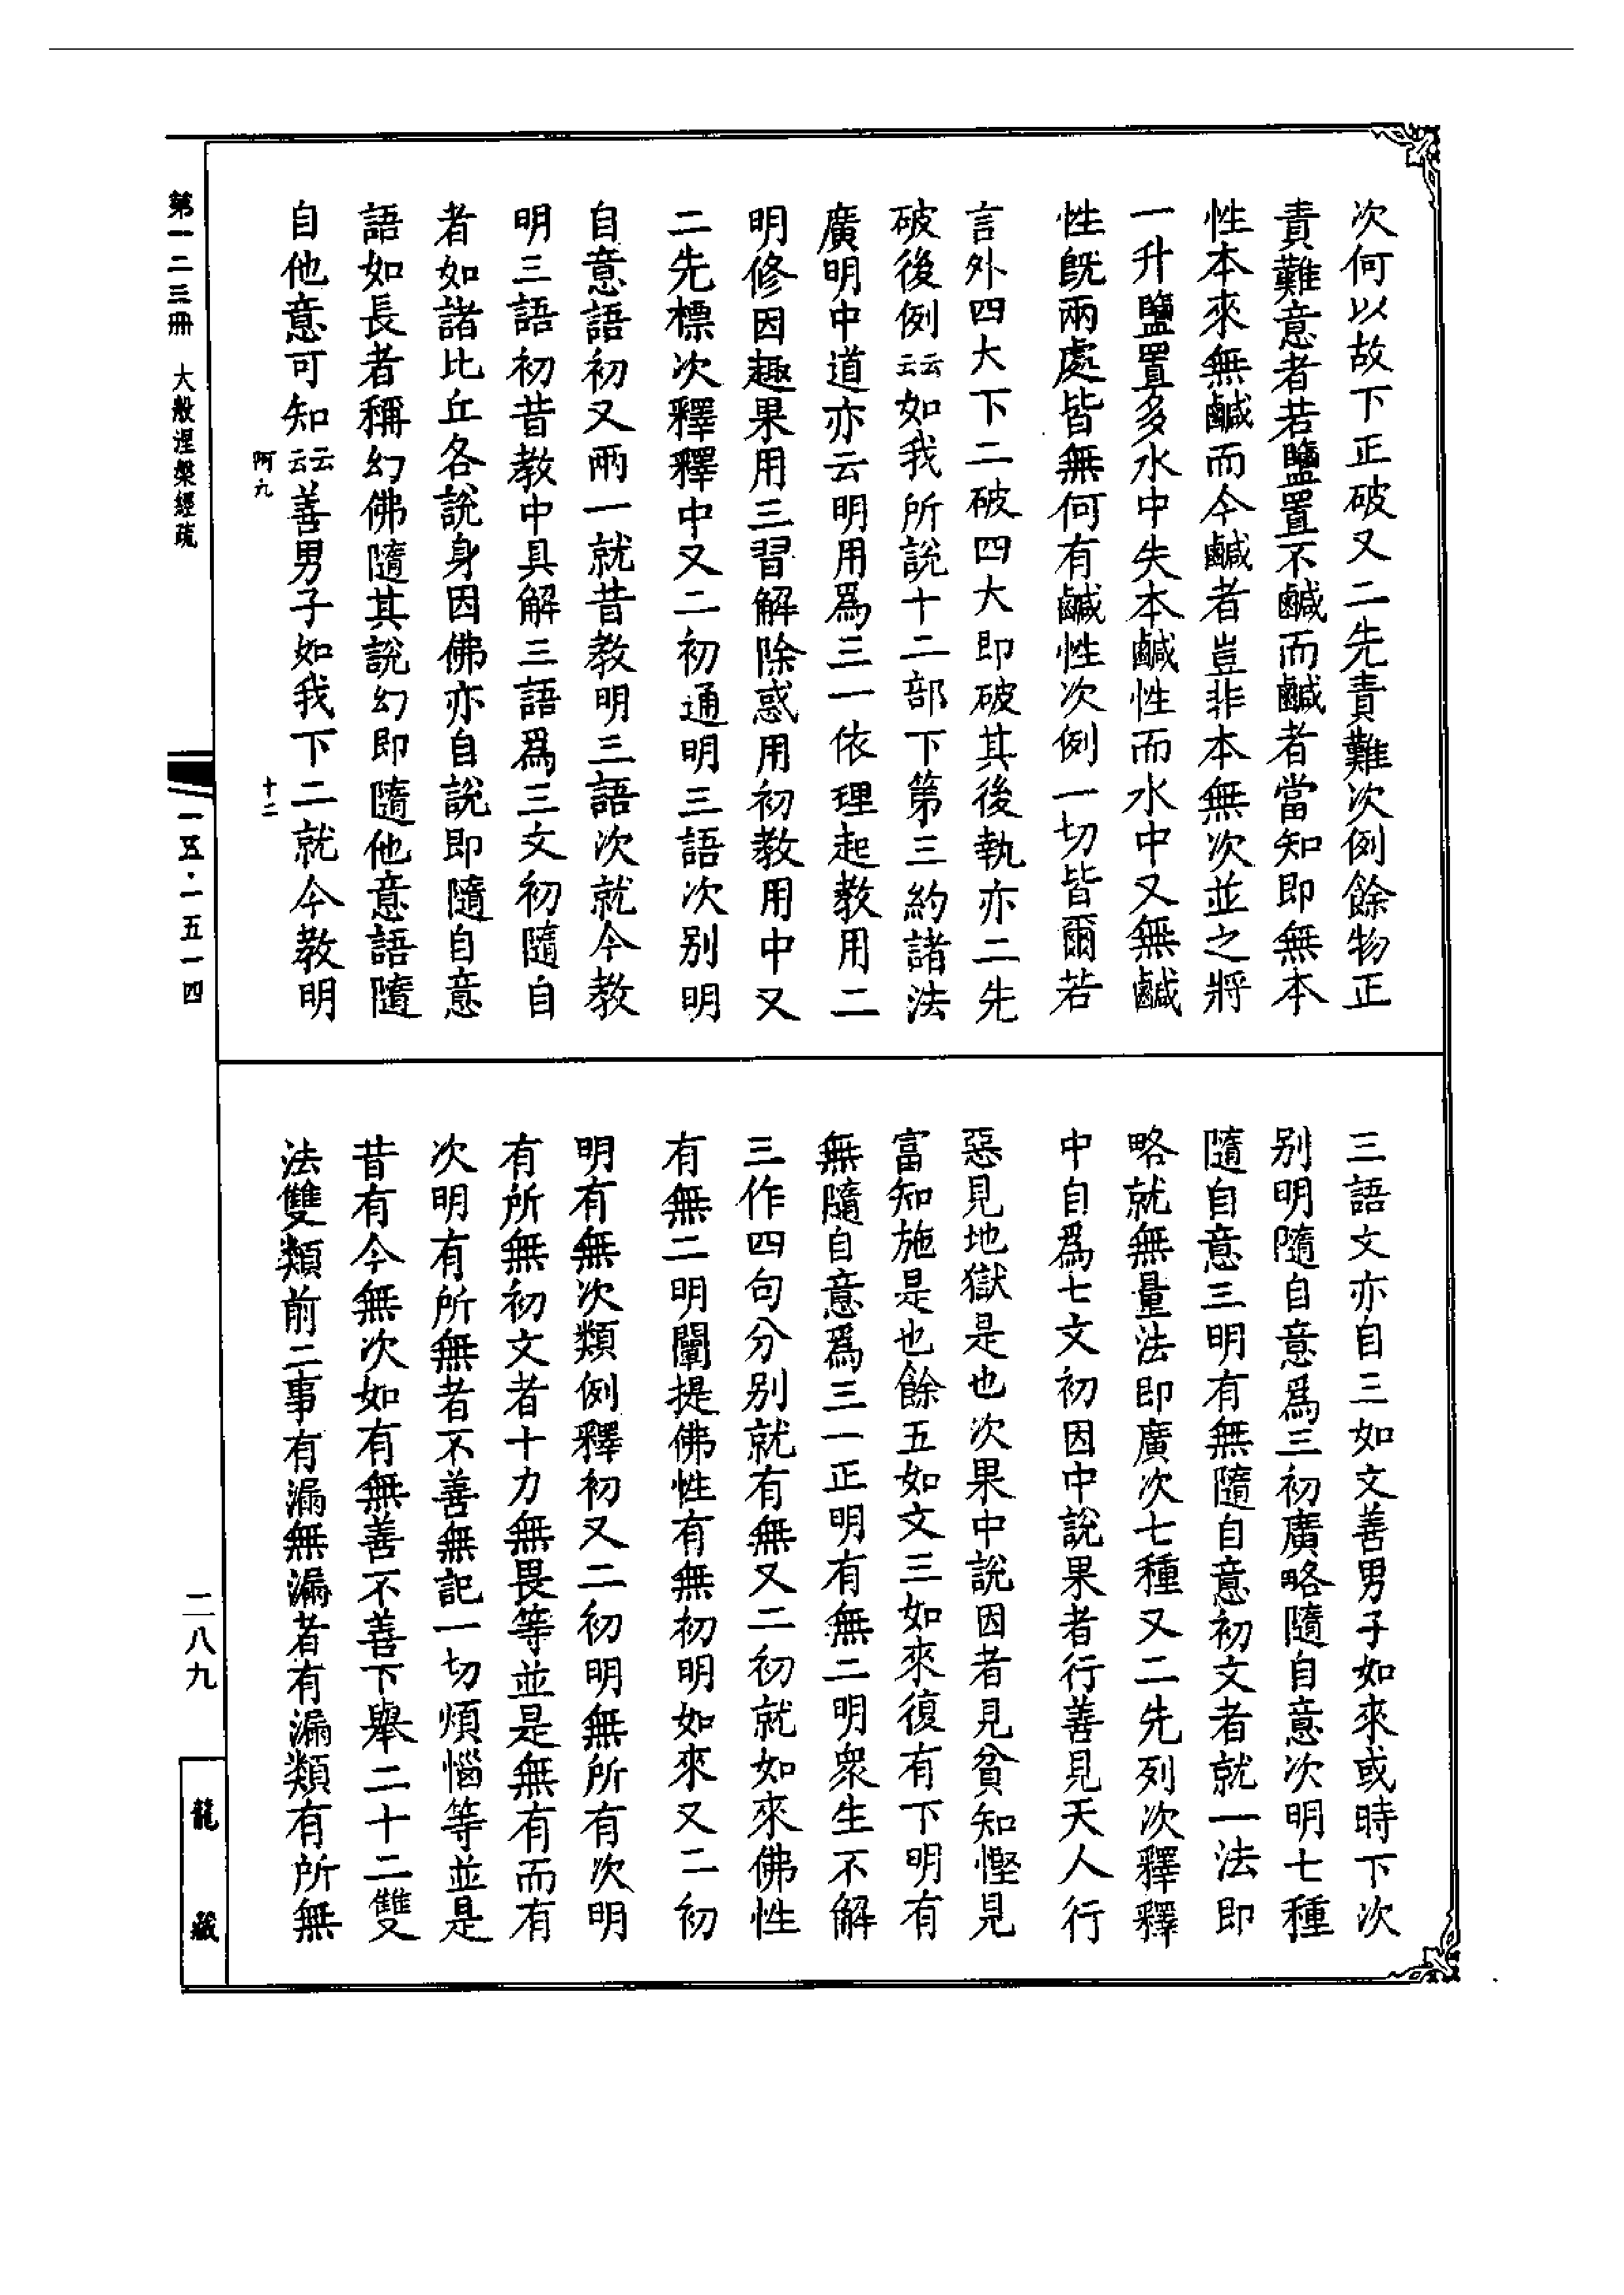 次何以故下正破又二先責難次例餘物正
責難意者若鹽置不鹹而鹹者當知即無本
性本來無鹹而今鹹者豈非本無次並之將
一升鹽置多水中失本鹹性而水中又無鹹
性既兩處皆無何有鹹性次例一切皆爾若
言外四大下二破四大即破其後執亦二先
破後例云云如我所說十二部下第三約諸法
廣明中道亦云明用為三一依理起教用二
明修因趣果用三習解除惑用初教用中又
二先標次釋釋中又二初通明三語次別明
自意語初又兩一就昔教明三語次就今教
明三語初昔教中具解三語為三文初隨自
者如諸比丘各說身因佛亦自說即隨自意
語如長者稱幻佛隨其說幻即隨他意語隨
自他意可知云云善男子如我下二就今教明
阿九
十二
三語文亦自三如文善男子如來或時下次
別明隨自意為三初廣略隨自意次明七種
隨自意三明有無隨自意初文者就一法即
略就無量法即廣次七種又二先列次釋釋
中自為七文初因中說果者行善見天人行
惡見地獄是也次果中說因者見貧知慳見
富知施是也餘五如文三如來復有下明有
無隨自意為三一正明有無二明眾生不解
三作四句分別就有無又二初就如來佛性
有無二明闡提佛性有無初明如來又二初
明有無次類例釋初又二初明無所有次明
有所無初文者十力無畏等並是無有而有
次明有所無者不善無記一切煩惱等並是
昔有今無次如有無善不善下舉二十二雙
法雙類前二事有漏無漏者有漏類有所無
第一二三冊 大般涅槃經疏
一五·一五一四
二八九
龍藏